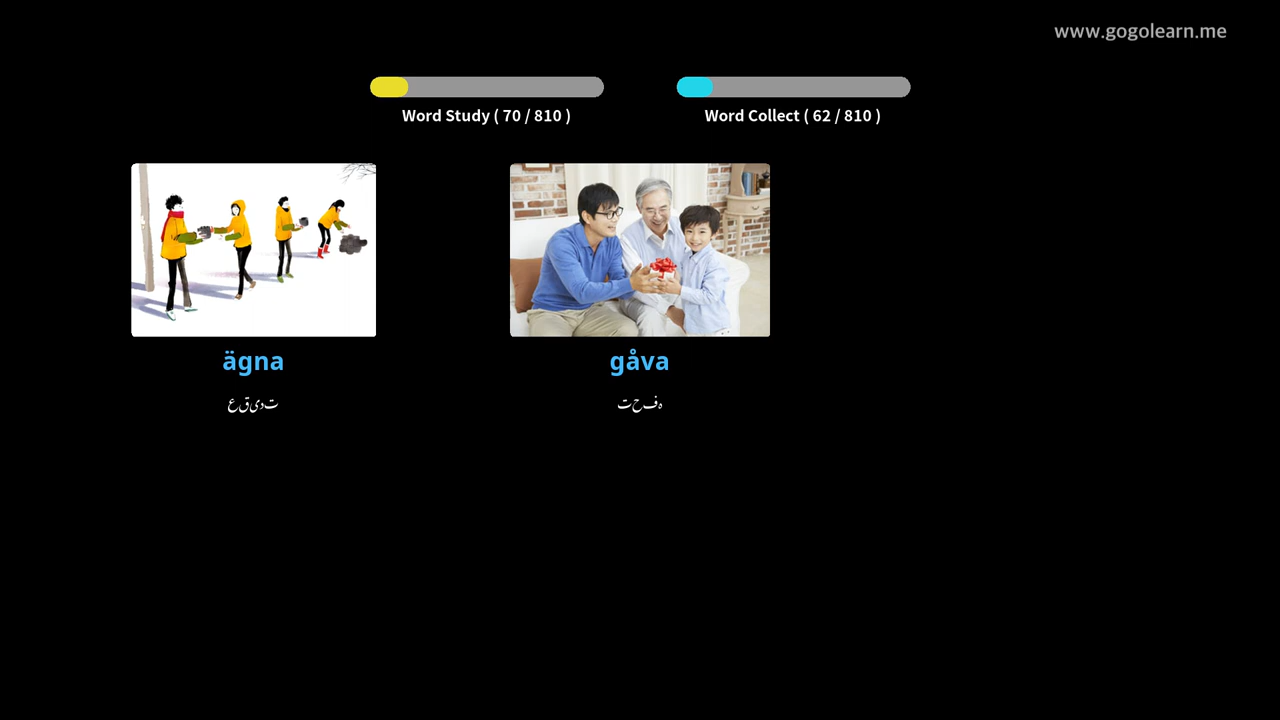 www.gogolearn.me
Word Study ( 70 / 810 )
Word Collect ( 62 / 810 )
ägna
عقیدت
gåva
تحفہ